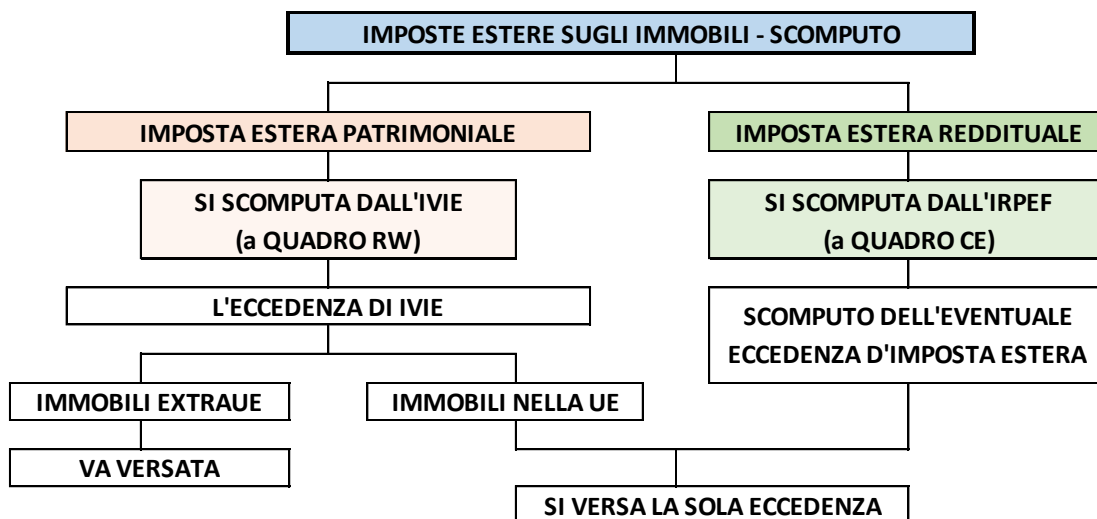 IMPOSTE ESTERE SUGLI IMMOBILI - SCOMPUTO
IMPOSTA ESTERA PATRIMONIALE
IMPOSTA ESTERA REDDITUALE
SI SCOMPUTA DALL'IVIE
(a QUADRO RW)
SI SCOMPUTA DALL'IRPEF
(a QUADRO CE)
L'ECCEDENZA DI IVIE
SCOMPUTO DELL'EVENTUALE
ECCEDENZA D'IMPOSTA ESTERA
IMMOBILI EXTRAUE
IMMOBILI NELLA UE
VA VERSATA
SI VERSA LA SOLA ECCEDENZA